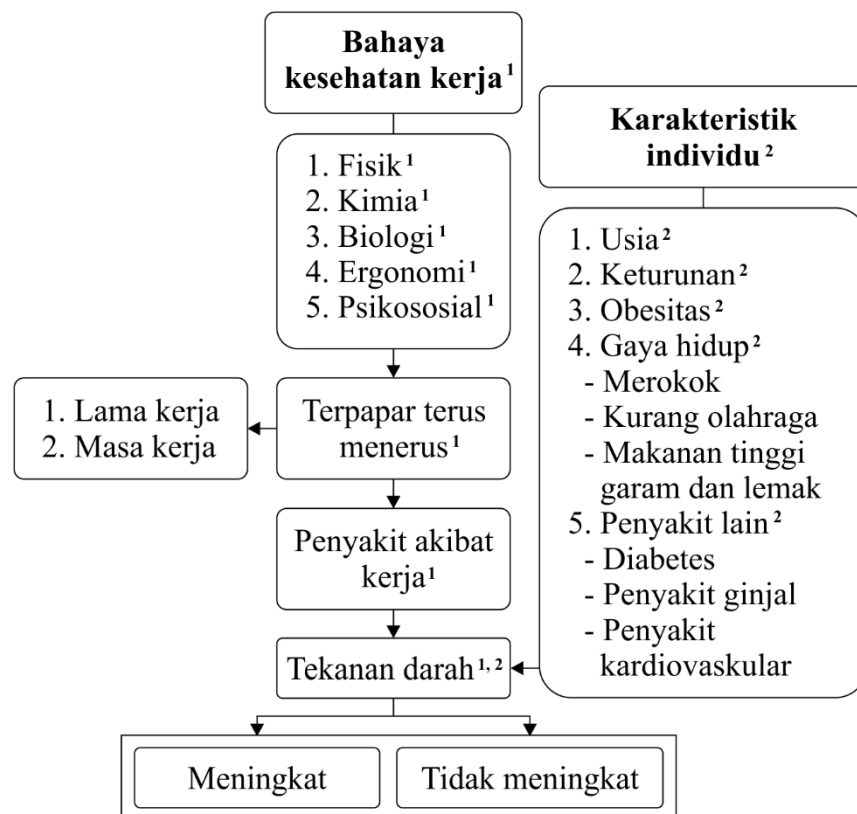 Bahaya
kesehatan kerja¹
1. Fisik¹
2. Kimia¹
3. Biologi¹
4. Ergonomi¹
5. Psikososial¹
1. Lama kerja
2. Masa kerja
Terpapar terus
menerus¹
Penyakit akibat
kerja¹
Karakteristik
individu²
1. Usia²
2. Keturunan²
3. Obesitas²
4. Gaya hidup²
- Merokok
- Kurang olahraga
- Makanan tinggi
garam dan lemak
5. Penyakit lain²
- Diabetes
- Penyakit ginjal
- Penyakit
kardiovaskular
Tekanan darah¹,²
Meningkat
Tidak meningkat